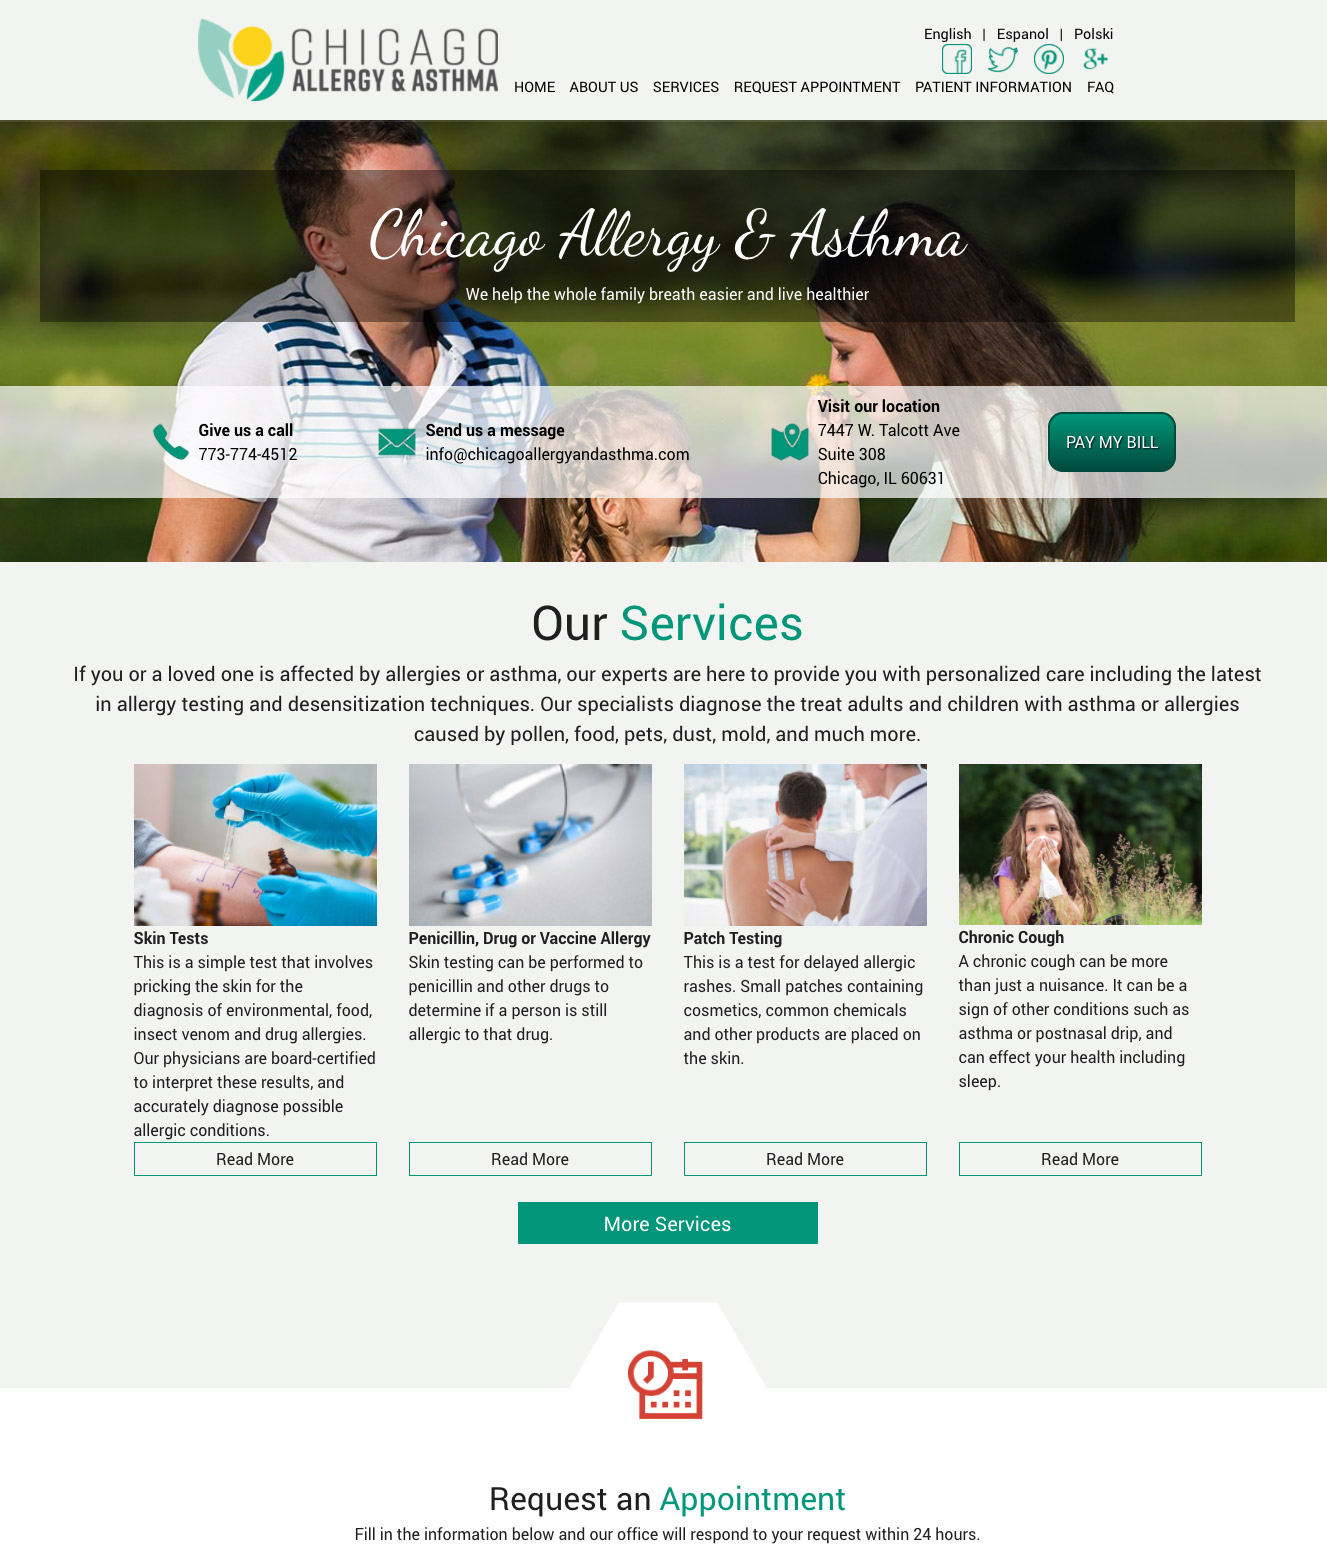 CHICAGO
ALLERGY & ASTHMA
English | Espanol | Polski
HOME ABOUT US SERVICES REQUEST APPOINTMENT PATIENT INFORMATION FAQ
Chicago Allergy & Asthma
We help the whole family breath easier and live healthier
Give us a call
773-774-4512
Send us a message
info@chicagoallergyandasthma.com
Visit our location
7447 W. Talcott Ave
Suite 308
Chicago, IL 60631
PAY MY BILL
Our Services
If you or a loved one is affected by allergies or asthma, our experts are here to provide you with personalized care including the latest
in allergy testing and desensitization techniques. Our specialists diagnose the treat adults and children with asthma or allergies
caused by pollen, food, pets, dust, mold, and much more.
Skin Tests
This is a simple test that involves
pricking the skin for the
diagnosis of environmental, food,
insect venom and drug allergies.
Our physicians are board-certified
to interpret these results, and
accurately diagnose possible
allergic conditions.
Read More
Penicillin, Drug or Vaccine Allergy
Skin testing can be performed to
penicillin and other drugs to
determine if a person is still
allergic to that drug.
Read More
Patch Testing
This is a test for delayed allergic
rashes. Small patches containing
cosmetics, common chemicals
and other products are placed on
the skin.
Read More
Chronic Cough
A chronic cough can be more
than just a nuisance. It can be a
sign of other conditions such as
asthma or postnasal drip, and
can effect your health including
sleep.
Read More
More Services
Request an Appointment
Fill in the information below and our office will respond to your request within 24 hours.